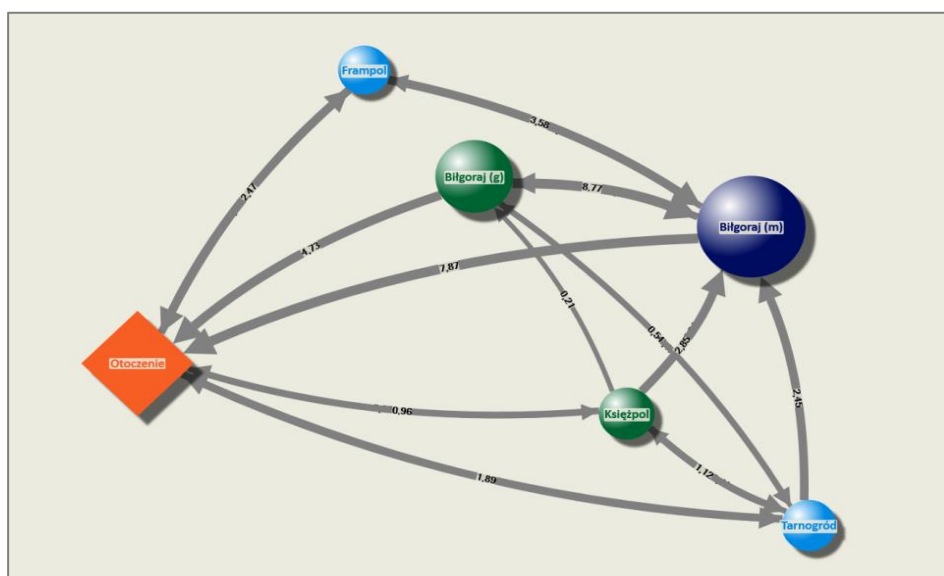 Frampol
3,58
Biłgoraj (g)
8,77
2,47
Biłgoraj (m)
4,73
7,87
0,21
0,54
2,85
Otoczenie
2,45
0,96
Księżpol
1,12
1,89
Tarnogród